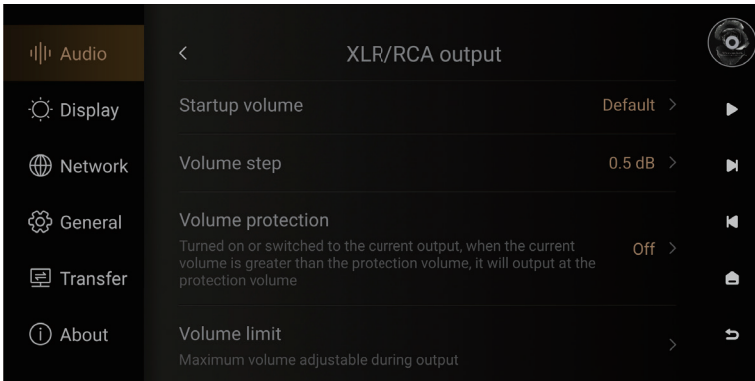 Audio
Display
Network
General
Transfer
About
XLR/RCA output
Startup volume
Default
Volume step
0.5 dB
Volume protection
Turned on or switched to the current output, when the current
volume is greater than the protection volume, it will output at the
protection volume
Off
Volume limit
Maximum volume adjustable during output